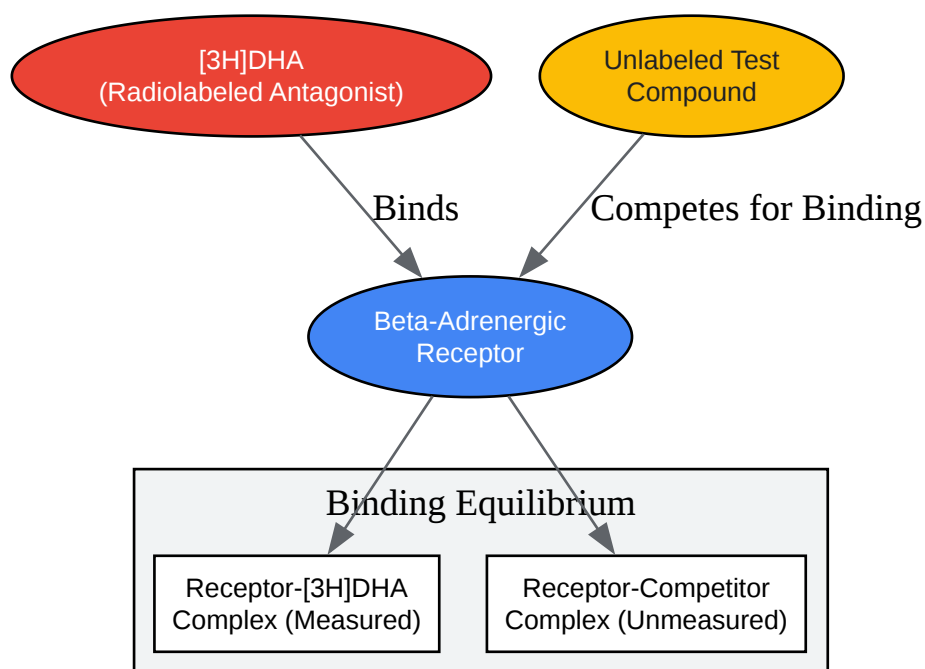 [3H]DHA
(Radiolabeled Antagonist)
Unlabeled Test
Compound
Binds
Competes for Binding
Beta-Adrenergic
Receptor
Binding Equilibrium
Receptor-[3H]DHA
Complex (Measured)
Receptor-Competitor
Complex (Unmeasured)